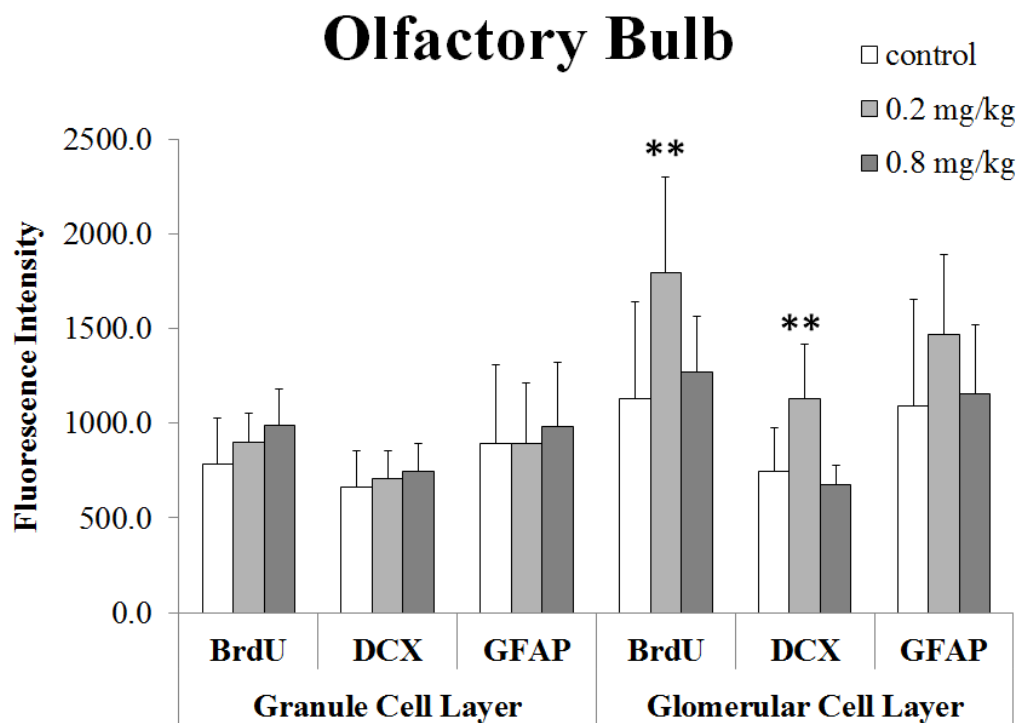 Olfactory Bulb
control
0.2 mg/kg
0.8 mg/kg
Fluorescence Intensity
2500.0
2000.0
1500.0
1000.0
500.0
0.0
**
**
BrdU DCX GFAP BrdU DCX GFAP
Granule Cell Layer Glomerular Cell Layer